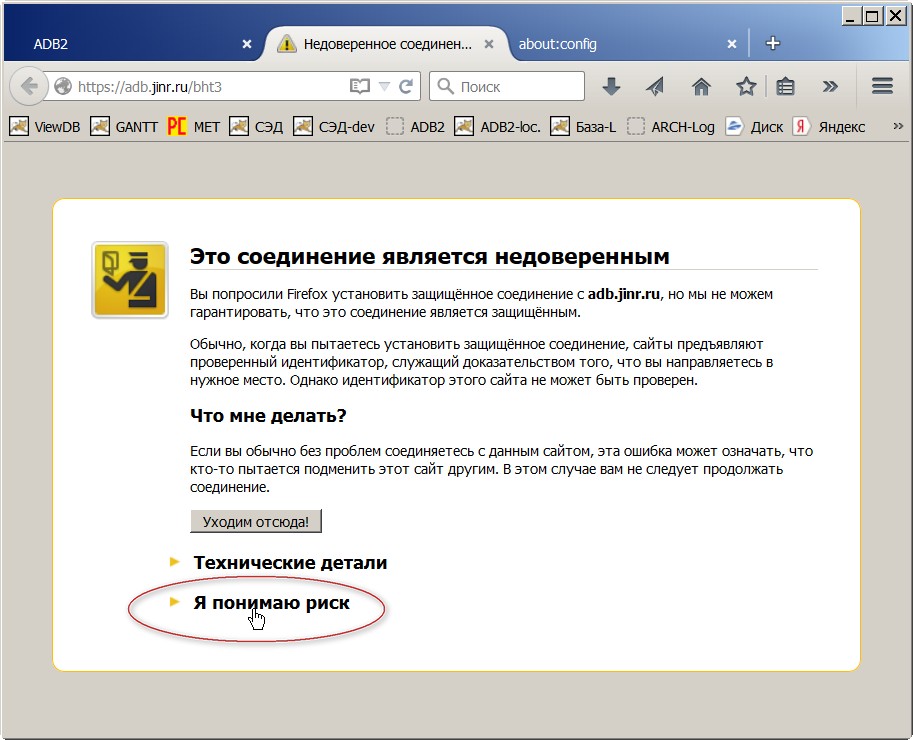 ADB2
Недоверенное соединен...
about:config
https://adb.jinr.ru/bht3
Поиск
ViewDB
GANTT
PC
MET
СЭД
СЭД-dev
ADB2
ADB2-loc.
База-L
ARCH-Log
Диск
Я
Яндекс
Это соединение является недоверенным
Вы попросили Firefox установить защищённое соединение с adb.jinr.ru, но мы не можем
гарантировать, что это соединение является защищённым.
Обычно, когда вы пытаетесь установить защищённое соединение, сайты предъявляют
проверенный идентификатор, служащий доказательством того, что вы направляетесь в
нужное место. Однако идентификатор этого сайта не может быть проверен.
Что мне делать?
Если вы обычно без проблем соединяетесь с данным сайтом, эта ошибка может означать, что
кто-то пытается подменить этот сайт другим. В этом случае вам не следует продолжать
соединение.
Уходим отсюда!
Технические детали
Я понимаю риск